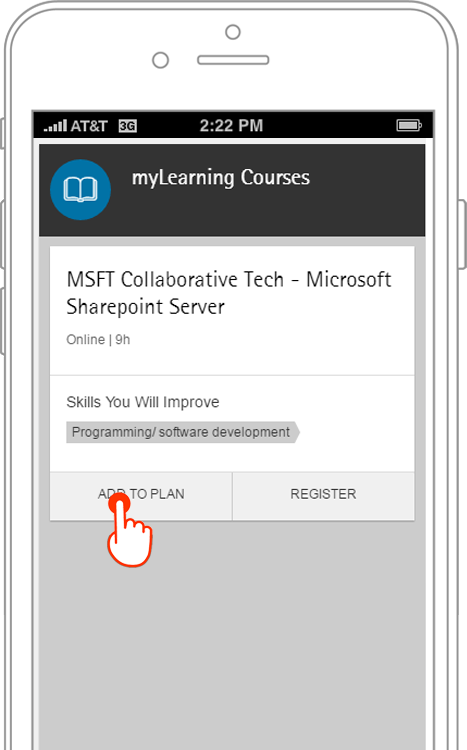 AT&T 3G 2:22 PM
myLearning Courses
MSFT Collaborative Tech - Microsoft
Sharepoint Server
Online | 9h
Skills You Will Improve
Programming/ software development
ADD TO PLAN REGISTER